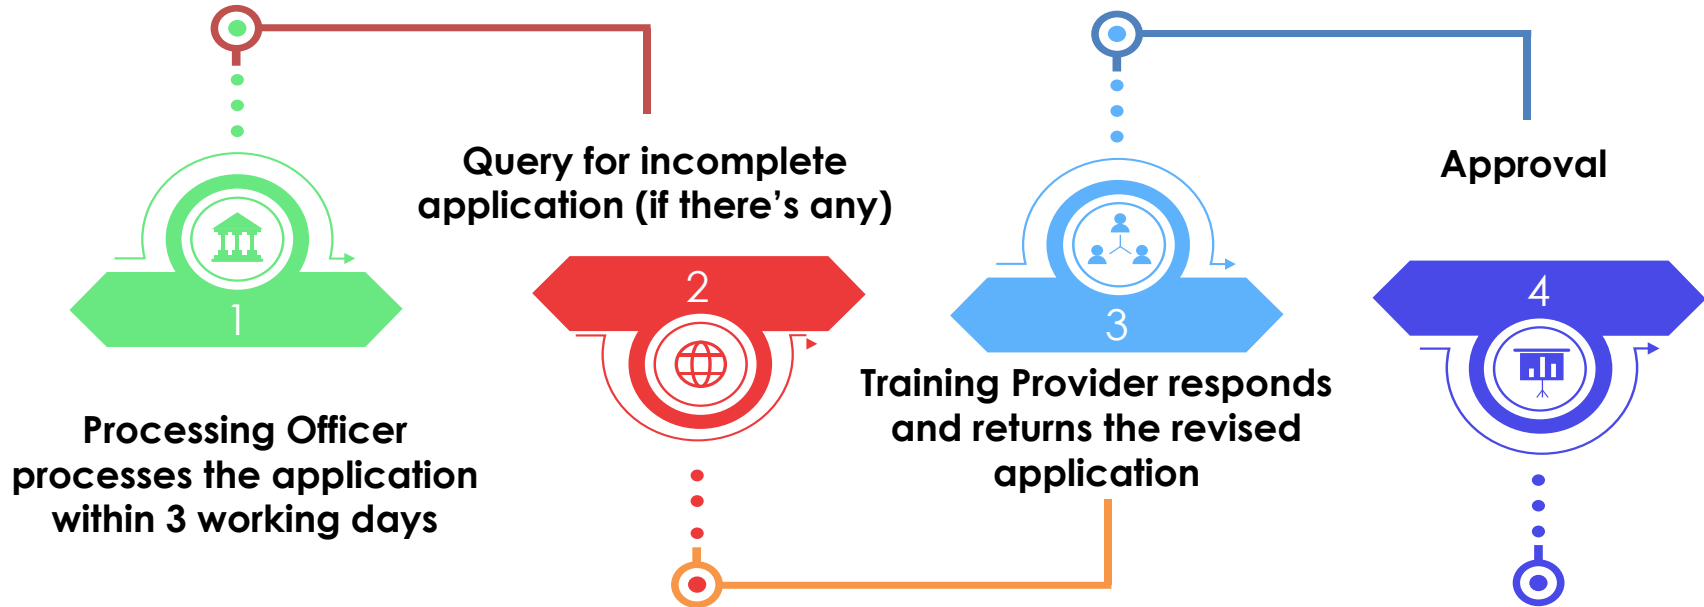 1
Processing Officer
processes the application
within 3 working days
Query for incomplete
application (if there’s any)
2
3
Training Provider responds
and returns the revised
application
Approval
4